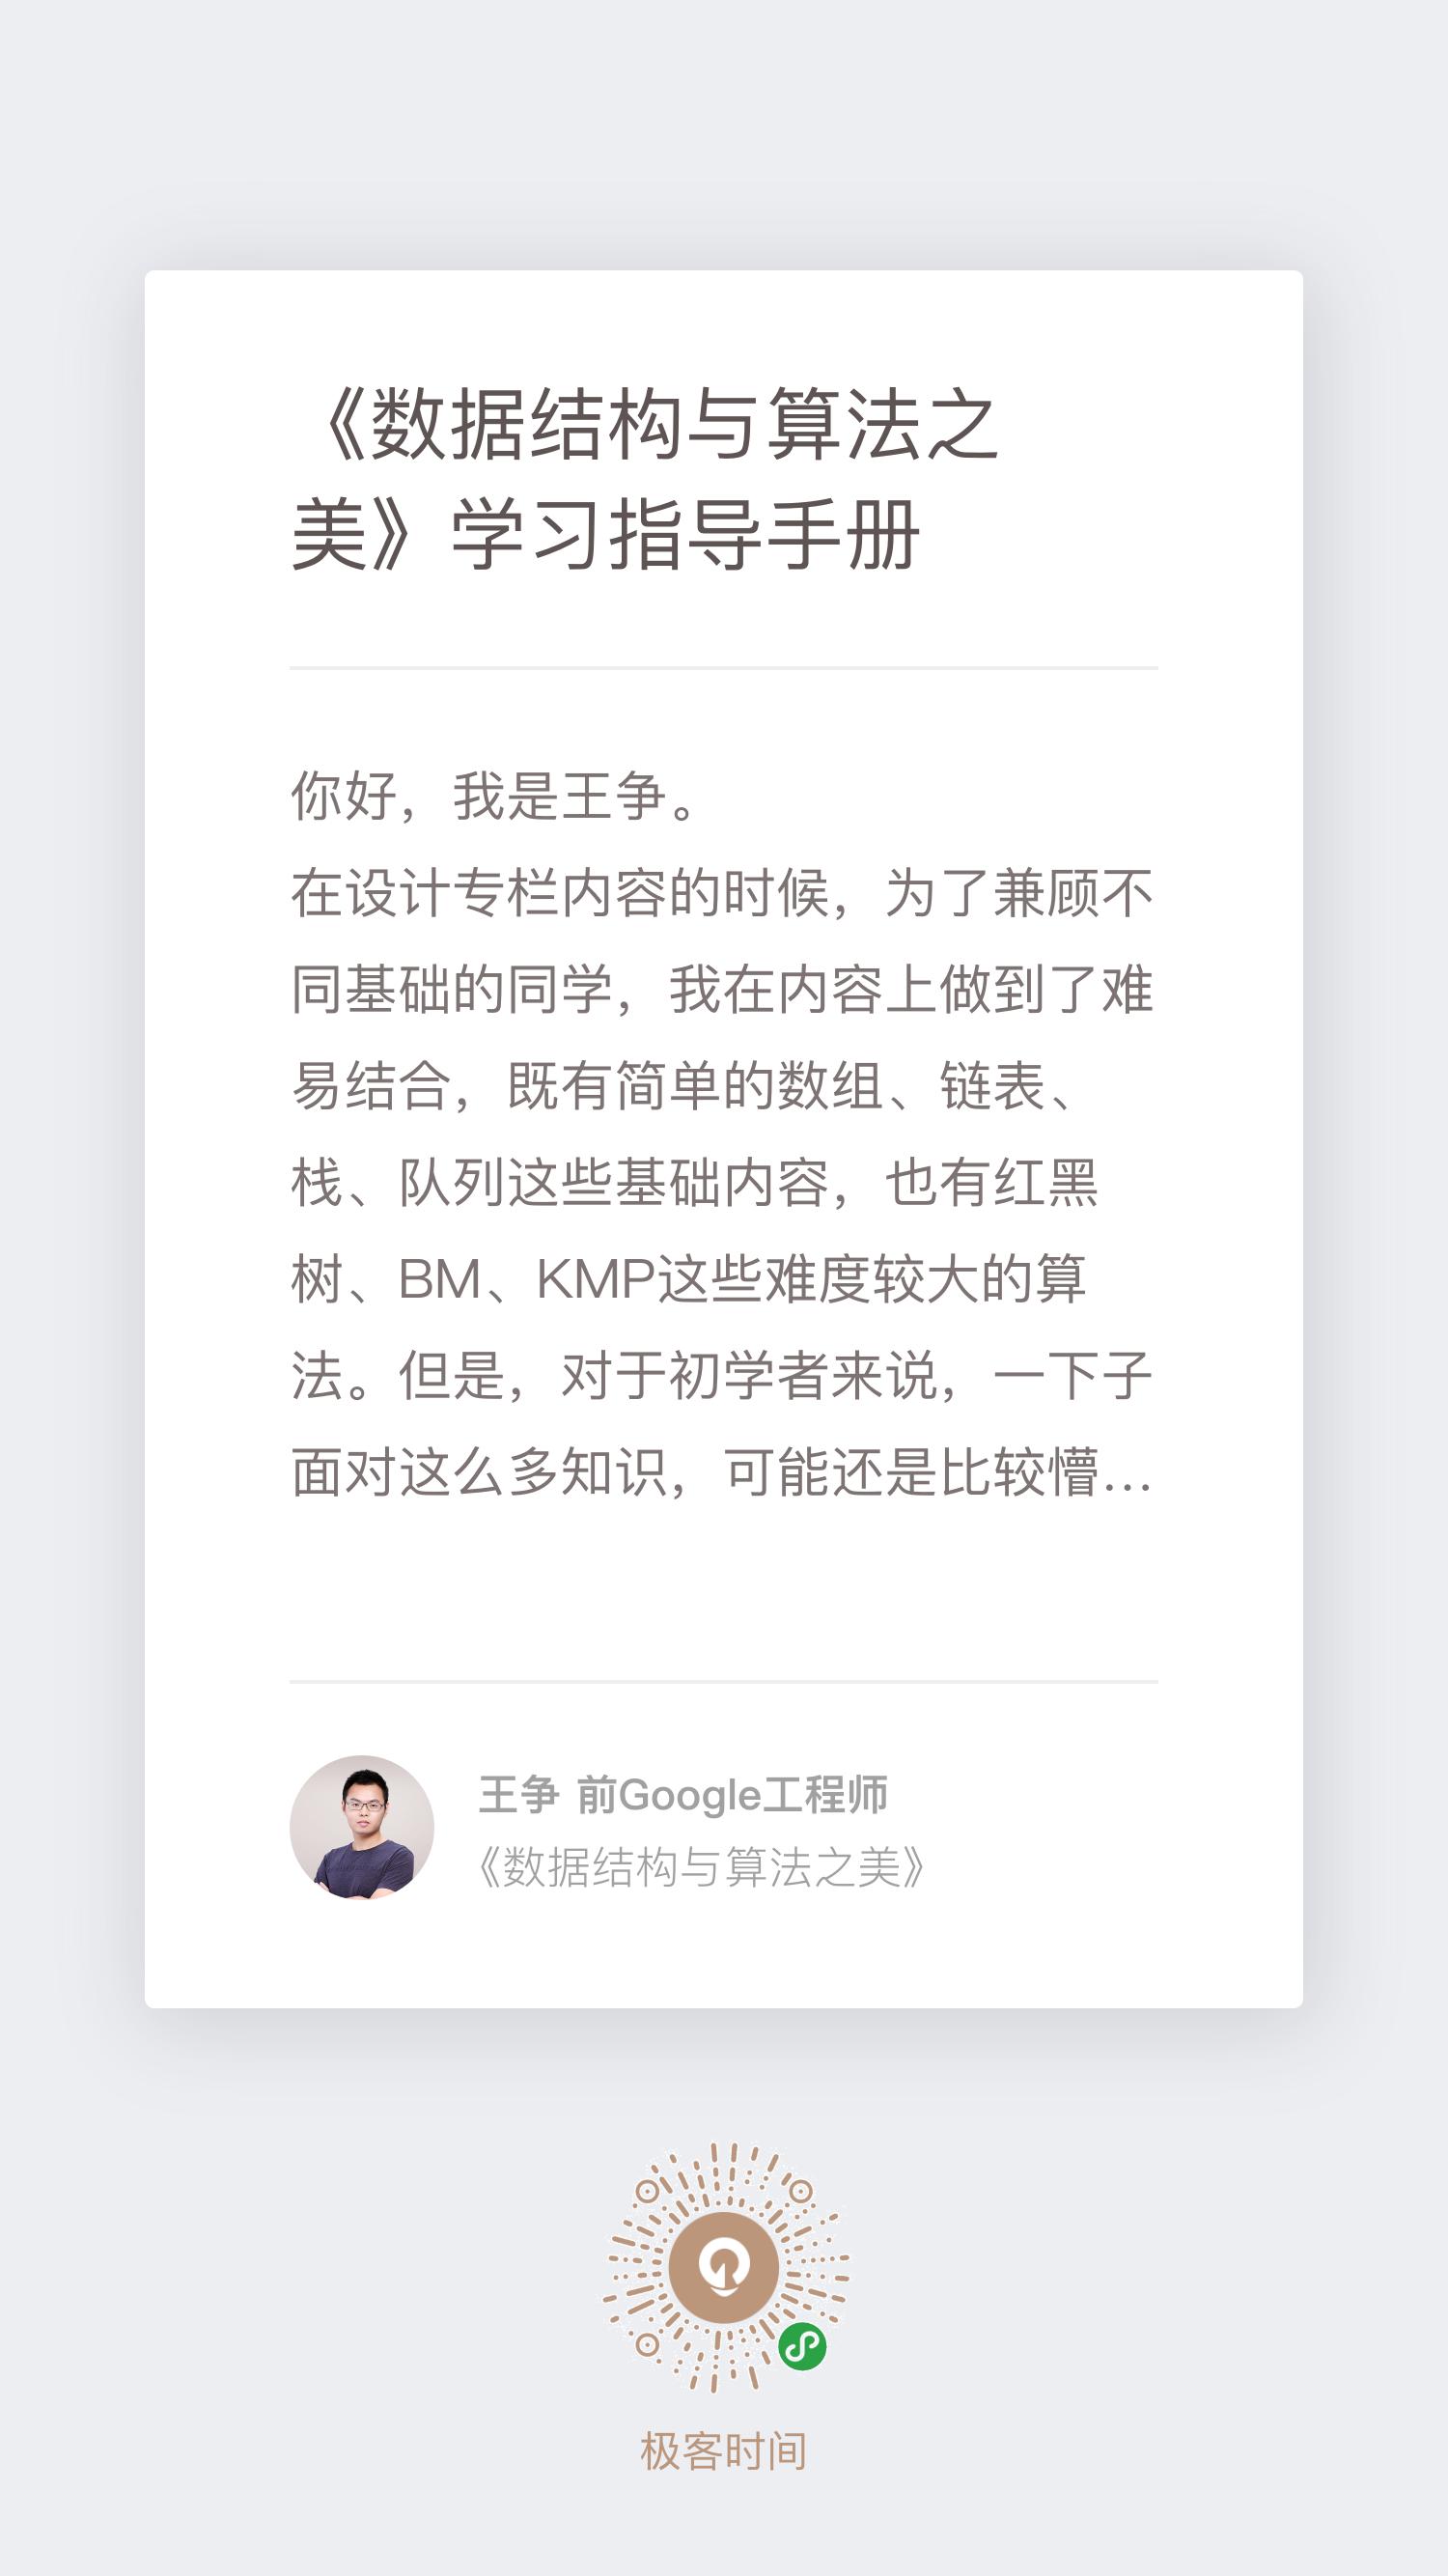 《数据结构与算法之
美》学习指导手册
你好，我是王争。
在设计专栏内容的时候，为了兼顾不
同基础的同学，我在内容上做到了难
易结合，既有简单的数组、链表、
栈、队列这些基础内容，也有红黑
树、BM、KMP这些难度较大的算
法。但是，对于初学者来说，一下子
面对这么多知识，可能还是比较懵...
王争 前Google工程师
《数据结构与算法之美》
极客时间